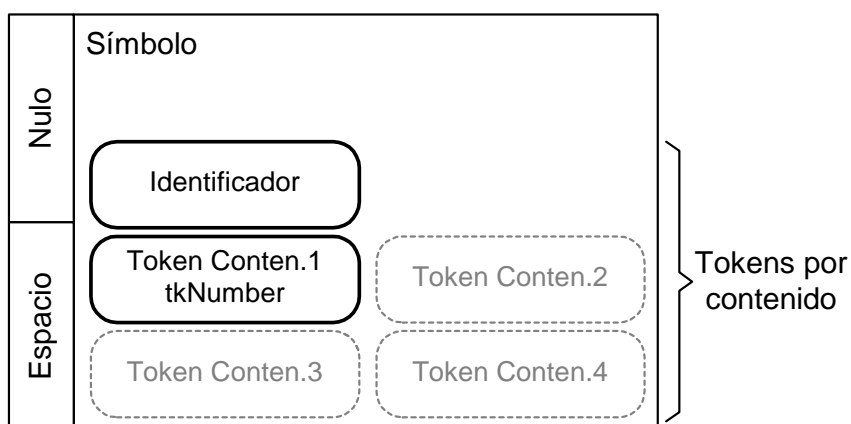 Nulo
Espacio
Símbolo
Identificador
Token Conten.1
tkNumber
Token Conten.2
Token Conten.3
Token Conten.4
Tokens por
contenido